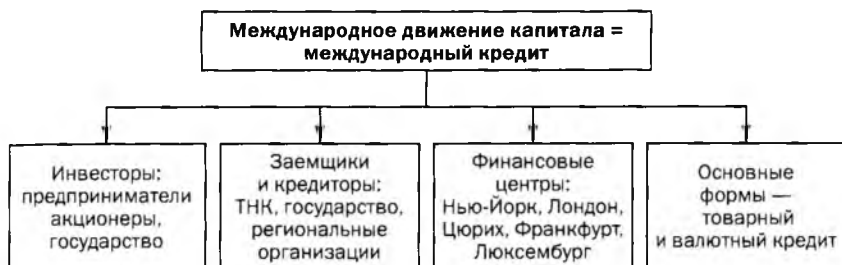 Международное движение капитала =
международный кредит
Инвесторы:
предприниматели
акционеры,
государство
Заемщики
и кредиторы:
ТНК, государство,
региональные
организации
Финансовые
центры:
Нью-Йорк, Лондон,
Цюрих, Франкфурт,
Люксембург
Основные
формы —
товарный
и валютный кредит